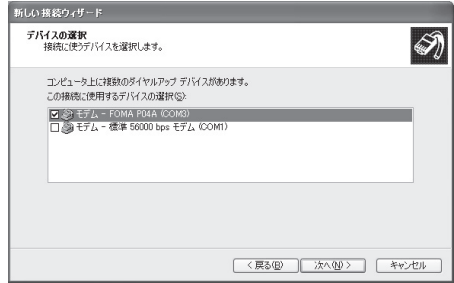 新しい接続ウィザード
デバイスの選択
接続に使うデバイスを選択します。
コンピュータ上に複数のダイヤルアップ デバイスがあります。
この接続に使用するデバイスの選択(S):
モデム - FOMA P04A (COM3)
モデム - 標準 56000 bps モデム (COM1)
< 戻る(B)
次へ(N) >
キャンセル